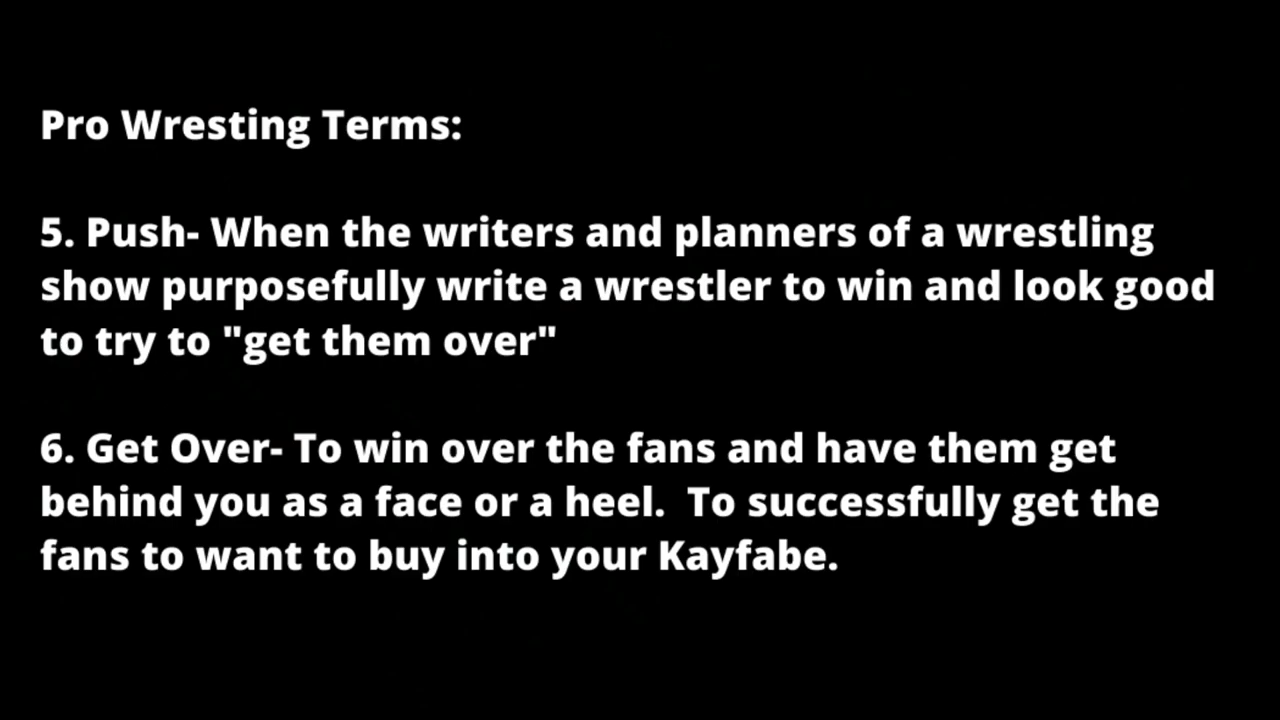 Pro Wresting Terms:
5. Push- When the writers and planners of a wrestling
show purposefully write a wrestler to win and look good
to try to "get them over"
6. Get Over- To win over the fans and have them get
behind you as a face or a heel.  To successfully get the
fans to want to buy into your Kayfabe.